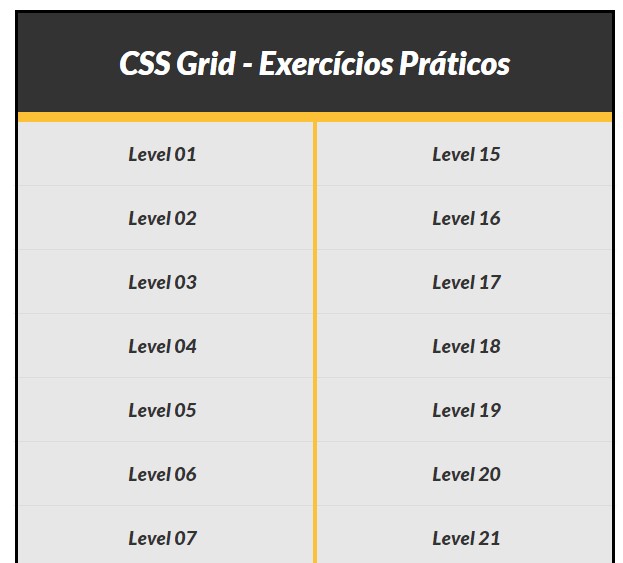 CSS Grid - Exercícios Práticos
Level 01
Level 02
Level 03
Level 04
Level 05
Level 06
Level 07
Level 15
Level 16
Level 17
Level 18
Level 19
Level 20
Level 21